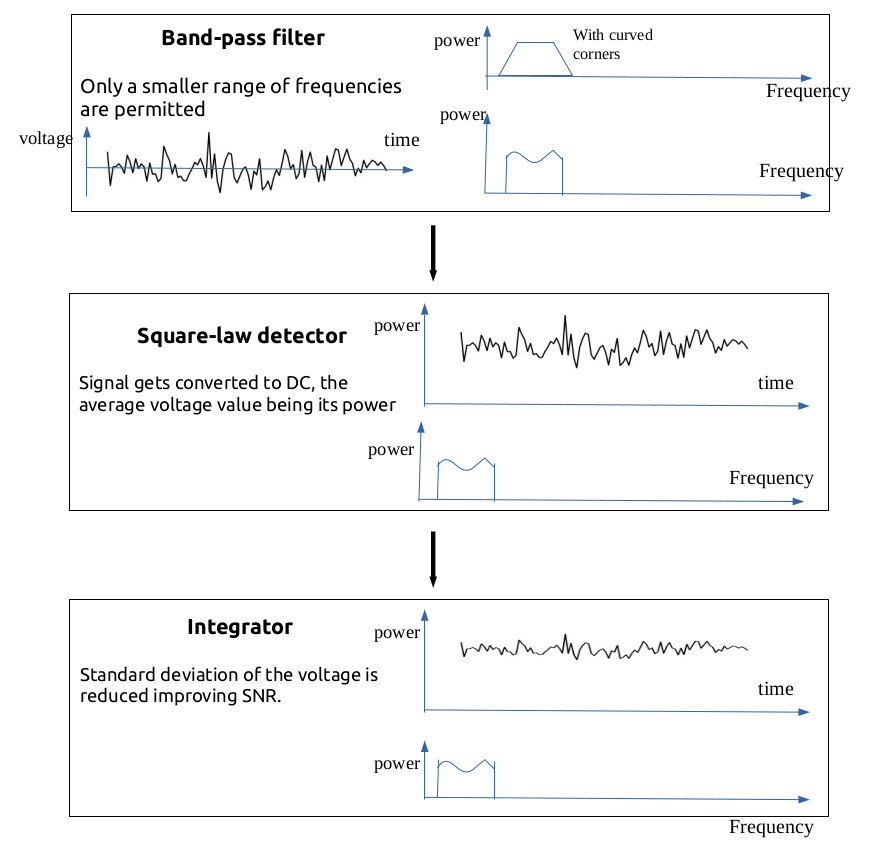 Band-pass filter
Only a smaller range of frequencies
are permitted
voltage
time
power
With curved
corners
Frequency
power
Frequency
Square-law detector
Signal gets converted to DC, the
average voltage value being its power
power
time
power
Frequency
Integrator
Standard deviation of the voltage is
reduced improving SNR.
power
time
power
Frequency